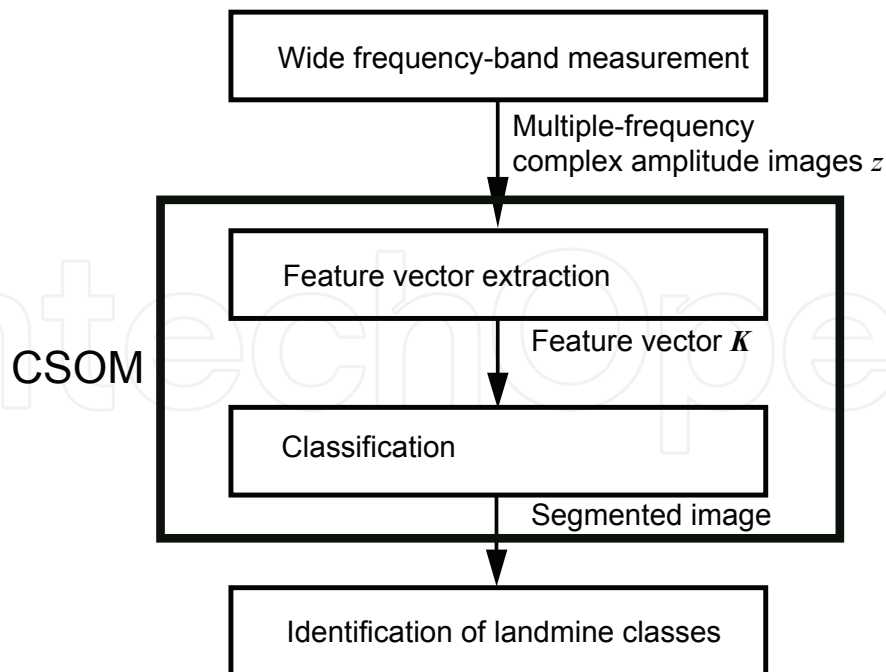 Wide frequency-band measurement
Multiple-frequency
complex amplitude images z
Feature vector extraction
Feature vector K
CSOM
Classification
Segmented image
Identification of landmine classes